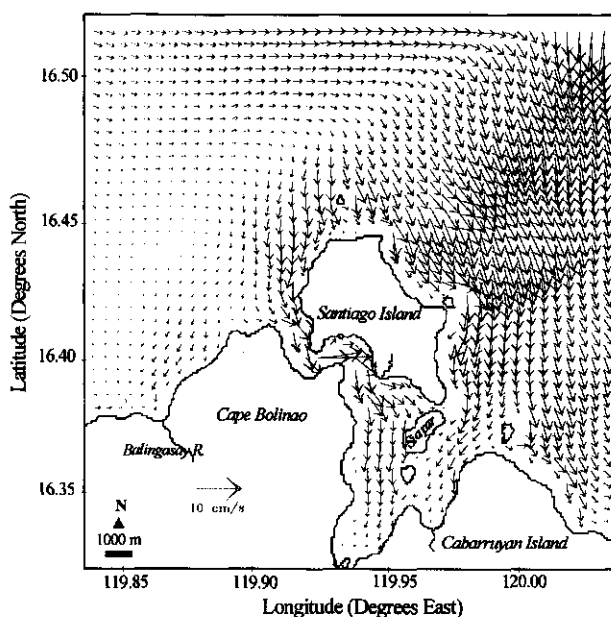 16.50
16.45
Santiago Island
16.40
Cape Bolinao
Siapar
Balingasay R.
16.35
10 cm/s
N
1000 m
Cabarruyan Island
119.85
119.90
119.95
120.00
Latitude (Degrees North)
Longitude (Degrees East)